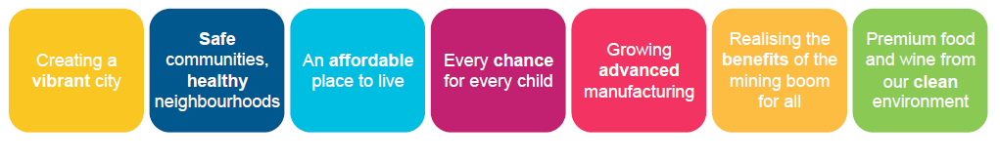 Creating a
vibrant city
Safe
communities,
healthy
neighbourhoods
An affordable
place to live
Every chance
for every child
Growing
advanced
manufacturing
Realising the
benefits of the
mining boom
for all
Premium food
and wine from
our clean
environment